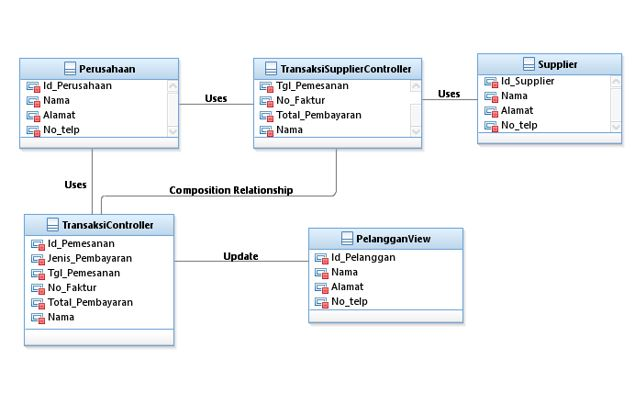 Perusahaan
Id_Perusahaan
Nama
Alamat
No_telp
Uses
TransaksiSupplierController
Tgl_Pemesanan
No_Faktur
Total_Pembayaran
Nama
Uses
Supplier
Id_Supplier
Nama
Alamat
No_telp
Uses
Composition Relationship
TransaksiController
Id_Pemesanan
Jenis_Pembayaran
Tgl_Pemesanan
No_Faktur
Total_Pembayaran
Nama
Update
PelangganView
Id_Pelanggan
Nama
Alamat
No_telp